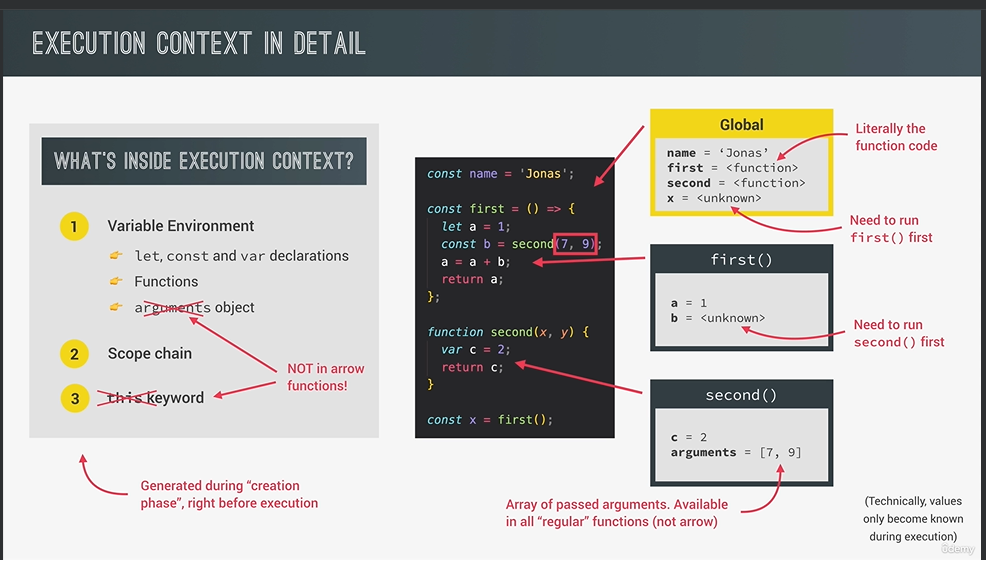 EXECUTION CONTEXT IN DETAIL
WHAT'S INSIDE EXECUTION CONTEXT?
1 Variable Environment
let, const and var declarations
Functions
arguments object
2 Scope chain
3 this keyword
NOT in arrow
functions!
Generated during “creation
phase”, right before execution
const name = 'Jonas';
const first = () => {
let a = 1;
const b = second(7, 9);
a = a + b;
return a;
};
function second(x, y) {
var c = 2;
return c;
}
const x = first();
Global
name = ‘Jonas’
first = <function>
second = <function>
x = <unknown>
Literally the
function code
Need to run
first() first
first()
a = 1
b = <unknown>
Need to run
second() first
second()
c = 2
arguments = [7, 9]
Array of passed arguments. Available
in all “regular” functions (not arrow)
(Technically, values
only become known
during execution)
ûdemy